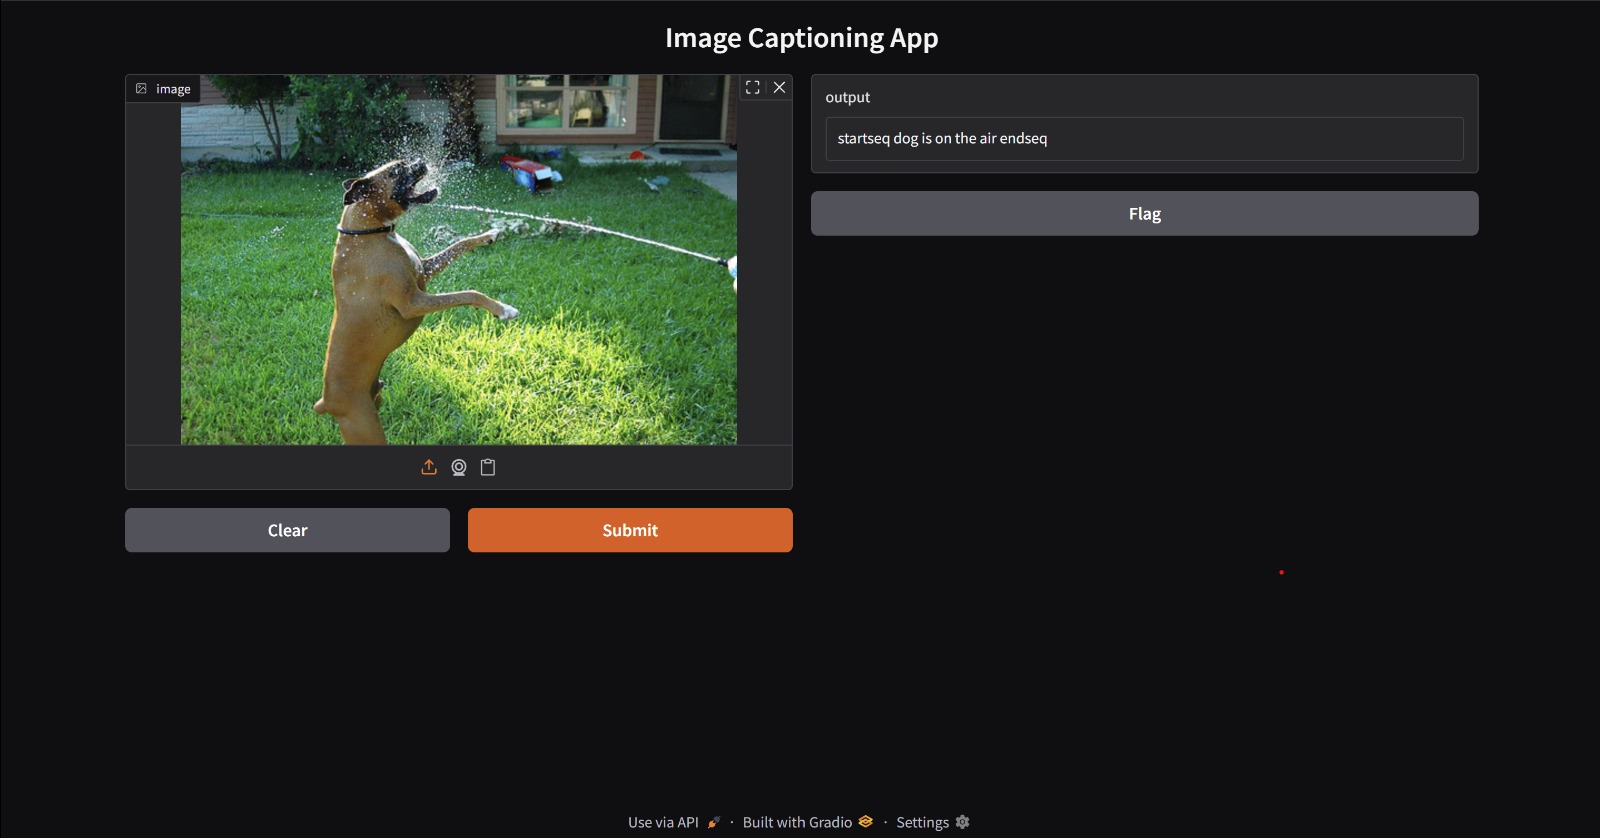 Image Captioning App
image
output
startseq dog is on the air endseq
Flag
Clear
Submit
Use via API · Built with Gradio · Settings